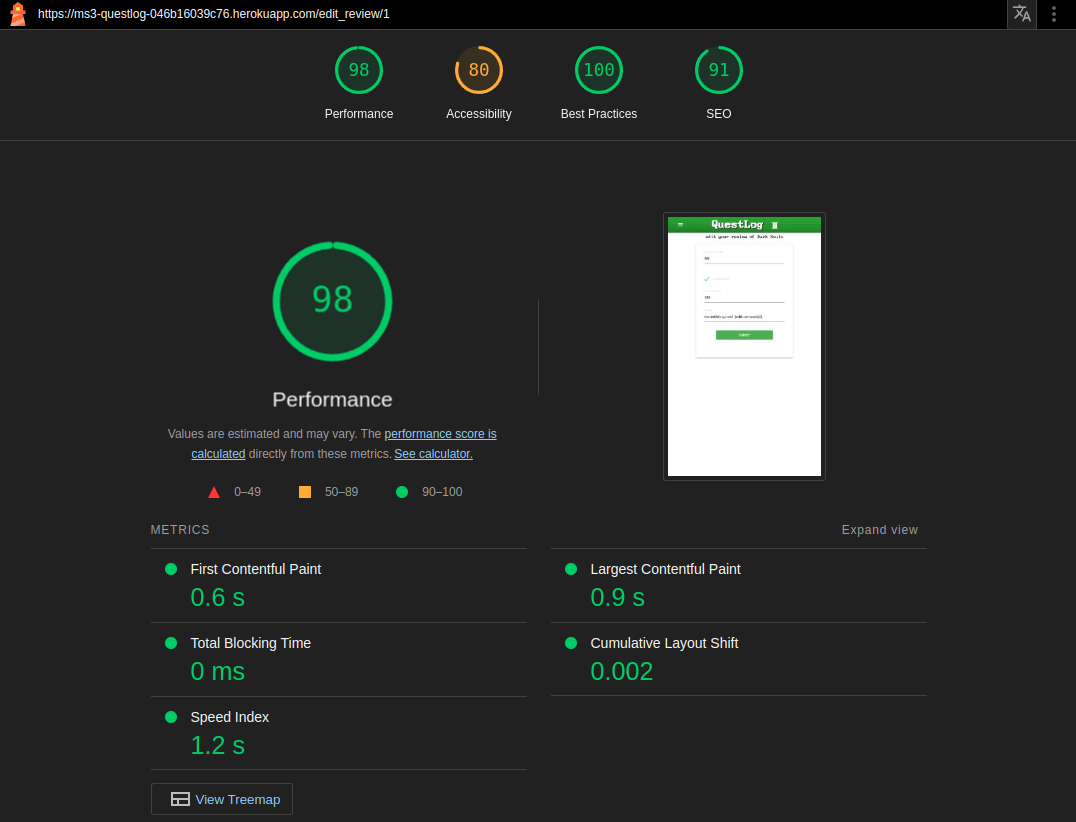 https://ms3-questlog-046b16039c76.herokuapp.com/edit_review/1
98 80 100 91
Performance Accessibility Best Practices SEO
98
Performance
Values are estimated and may vary. The performance score is
calculated directly from these metrics. See calculator.
0–49 50–89 90–100
QuestLog
edit your review of Dark Souls
METRICS
Expand view
First Contentful Paint
0.6 s
Largest Contentful Paint
0.9 s
Total Blocking Time
0 ms
Cumulative Layout Shift
0.002
Speed Index
1.2 s
View Treemap